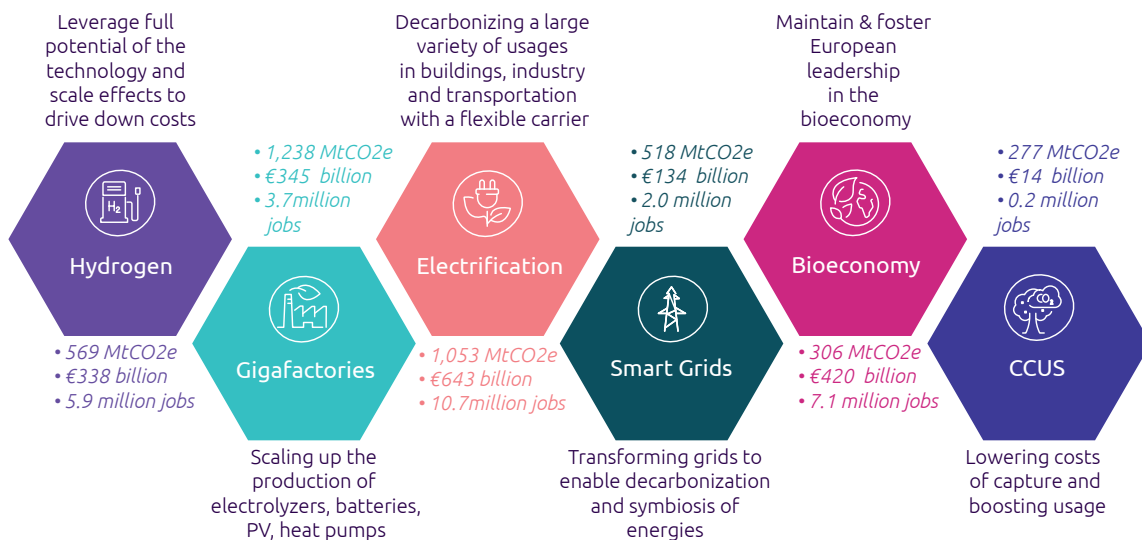 Leverage full
potential of the
technology and
scale effects to
drive down costs
H₂
Hydrogen
• 569 MtCO2e
• €338 billion
• 5.9 million jobs
• 1,238 MtCO2e
• €345 billion
• 3.7million
jobs
Gigafactories
Scaling up the
production of
electrolyzers, batteries,
PV, heat pumps
Decarbonizing a large
variety of usages
in buildings, industry
and transportation
with a flexible carrier
Electrification
• 1,053 MtCO2e
• €643 billion
• 10.7million jobs
• 518 MtCO2e
• €134 billion
• 2.0 million
jobs
Smart Grids
Transforming grids to
enable decarbonization
and symbiosis of
energies
Maintain & foster
European
leadership
in the
bioeconomy
Bioeconomy
• 306 MtCO2e
• €420 billion
• 7.1 million jobs
• 277 MtCO2e
• €14 billion
• 0.2 million
jobs
CO₂
CCUS
Lowering costs
of capture and
boosting usage